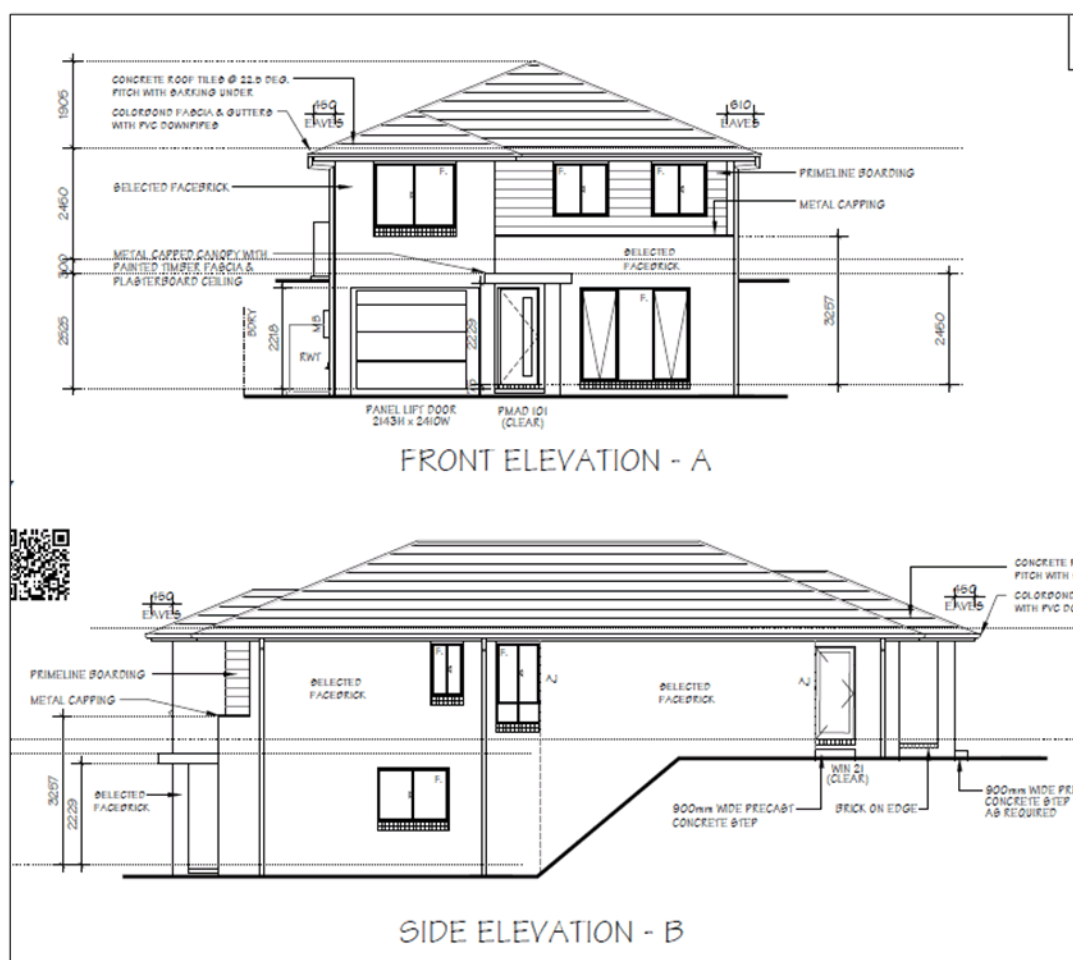 CONCRETE ROOF TILES @ 22.5 DEG.
PITCH WITH SARKING UNDER
COLORBOND FASCIA & GUTTERS
WITH PVC DOWNPIPES
450
EAVES
610
EAVES
1905
SELECTED FACEBRICK
PRIMELINE BOARDING
METAL CAPPING
2450
METAL CAPPED CANOPY WITH
PAINTED TIMBER FASCIA &
PLASTERBOARD CEILING
SELECTED
FACEBRICK
F.
F.
F.
F.
300
2525
BDRY
2218
MB
RWT
2229
3257
2450
PANEL LIFT DOOR
2143H x 2410W
PMAD 101
(CLEAR)
FRONT ELEVATION - A
450
EAVES
CONCRETE R
PITCH WITH
450
EAVES
COLORBOND
WITH PVC DO
PRIMELINE BOARDING
METAL CAPPING
SELECTED
FACEBRICK
F.
F.
AJ
SELECTED
FACEBRICK
AJ
3257
2229
SELECTED
FACEBRICK
F.
WIN 21
(CLEAR)
900mm WIDE PRECAST
CONCRETE STEP
BRICK ON EDGE
900mm WIDE PRE
CONCRETE STEP
AS REQUIRED
SIDE ELEVATION - B